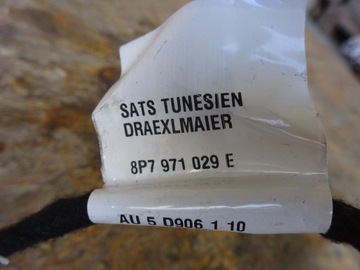 SATS TUNESIEN
DRAEXLMAIER
8P7 971 029 E
AU 5 D906 1 10